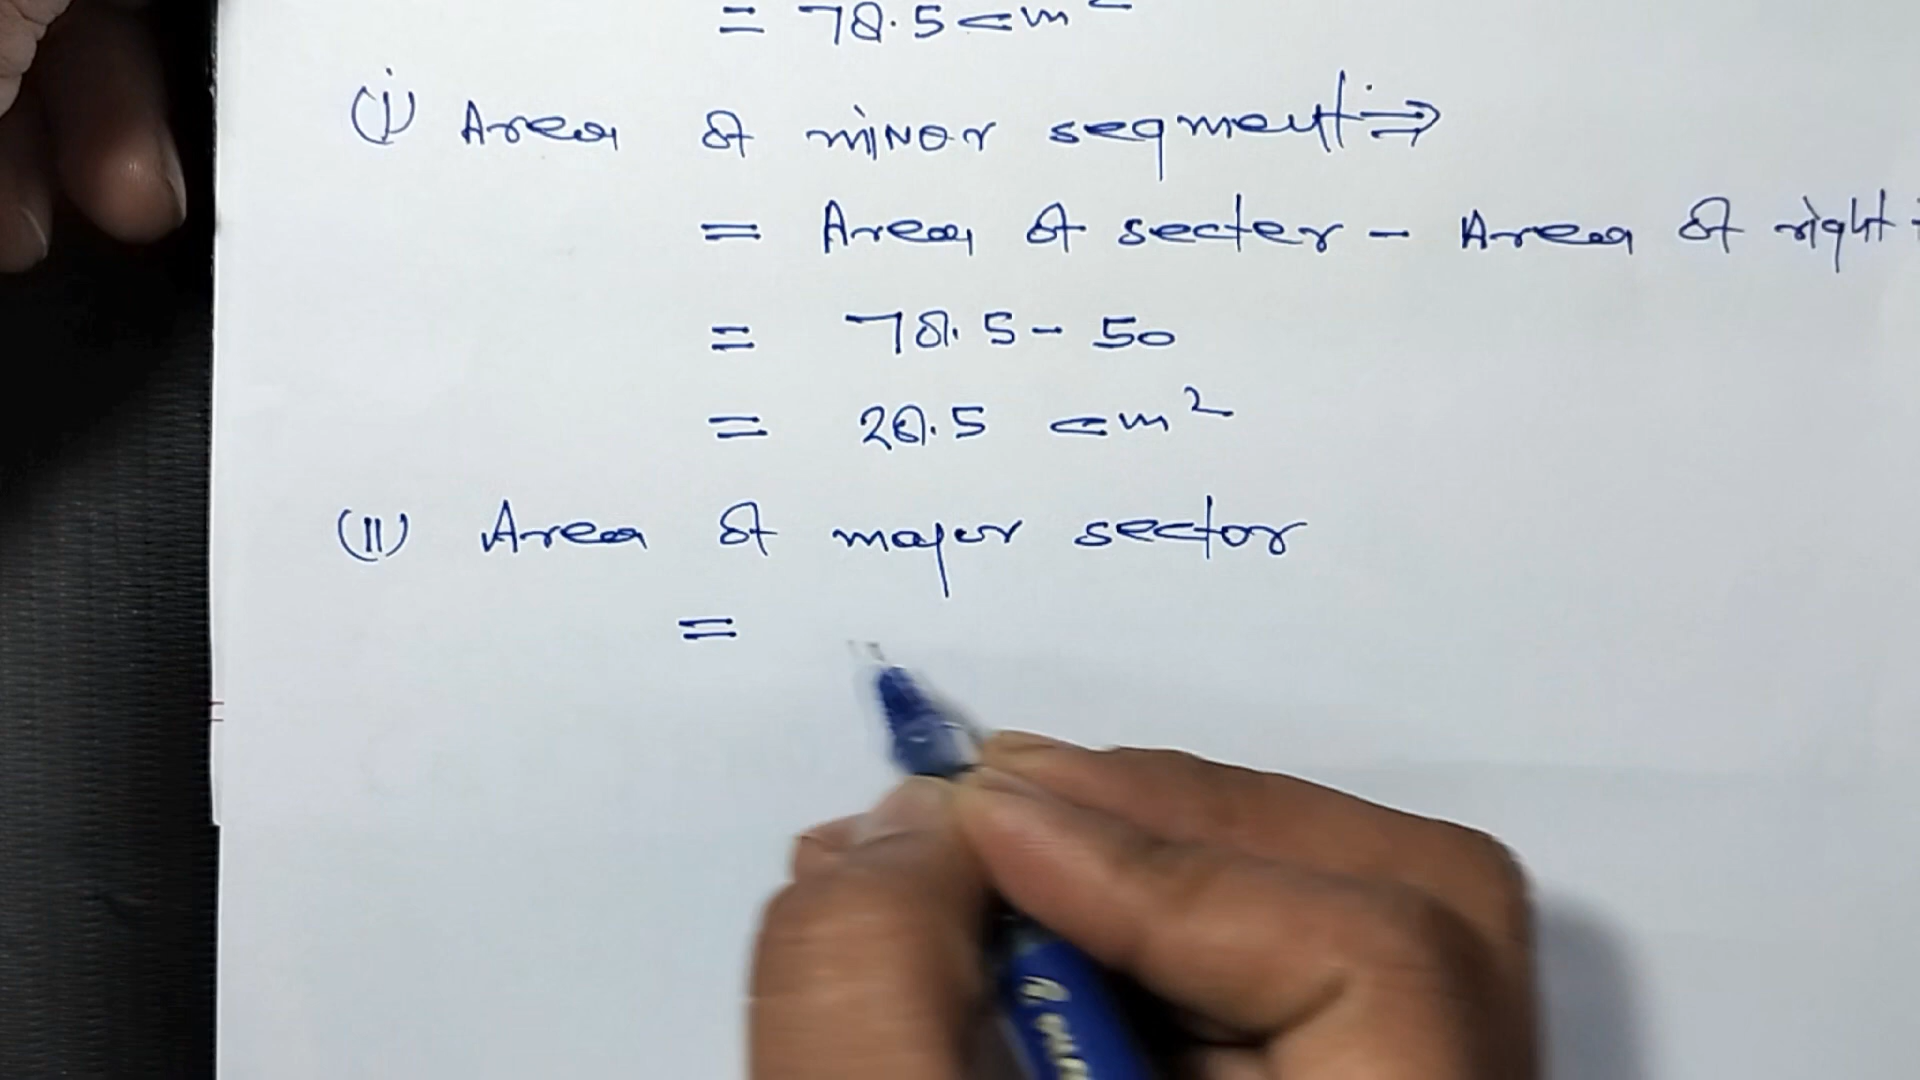 = 78.5 cm²
(i) Area of minor segment :⇒
= Area of secter - Area of right
= 78.5 - 50
= 28.5 cm²
(II) Area of major sector
=